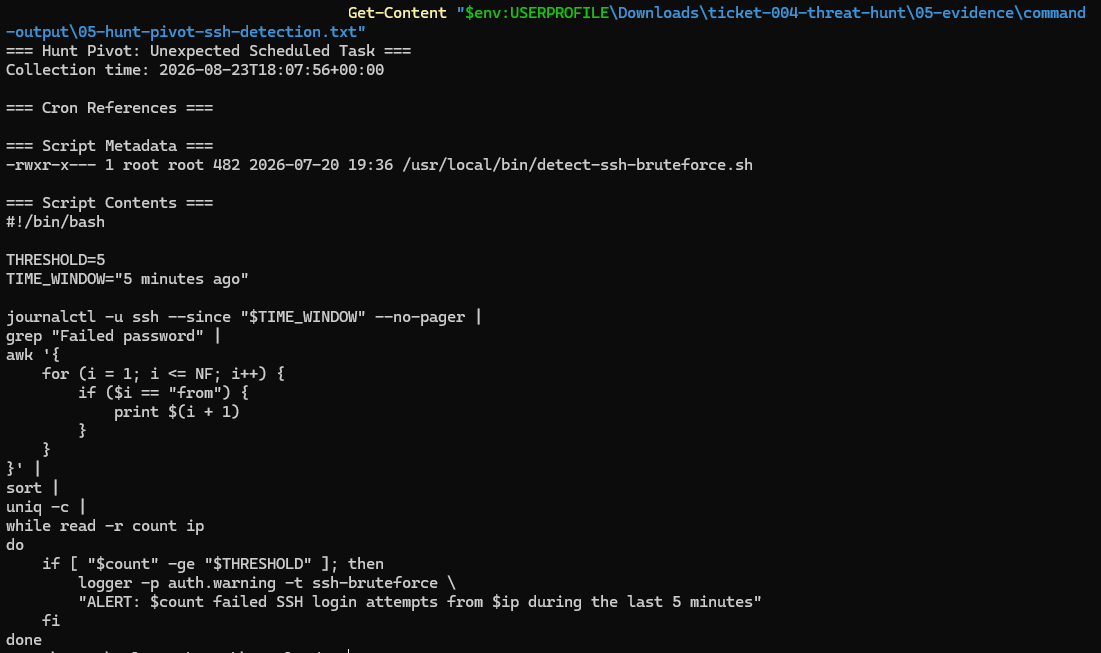 Get-Content "$env:USERPROFILE\Downloads\ticket-004-threat-hunt\05-evidence\command
-output\05-hunt-pivot-ssh-detection.txt"
=== Hunt Pivot: Unexpected Scheduled Task ===
Collection time: 2026-08-23T18:07:56+00:00

=== Cron References ===

=== Script Metadata ===
-rwxr-x--- 1 root root 482 2026-07-20 19:36 /usr/local/bin/detect-ssh-bruteforce.sh

=== Script Contents ===
#!/bin/bash

THRESHOLD=5
TIME_WINDOW="5 minutes ago"

journalctl -u ssh --since "$TIME_WINDOW" --no-pager |
grep "Failed password" |
awk '{
    for (i = 1; i <= NF; i++) {
        if ($i == "from") {
            print $(i + 1)
        }
    }
}' |
sort |
uniq -c |
while read -r count ip
do
    if [ "$count" -ge "$THRESHOLD" ]; then
        logger -p auth.warning -t ssh-bruteforce \
        "ALERT: $count failed SSH login attempts from $ip during the last 5 minutes"
    fi
done